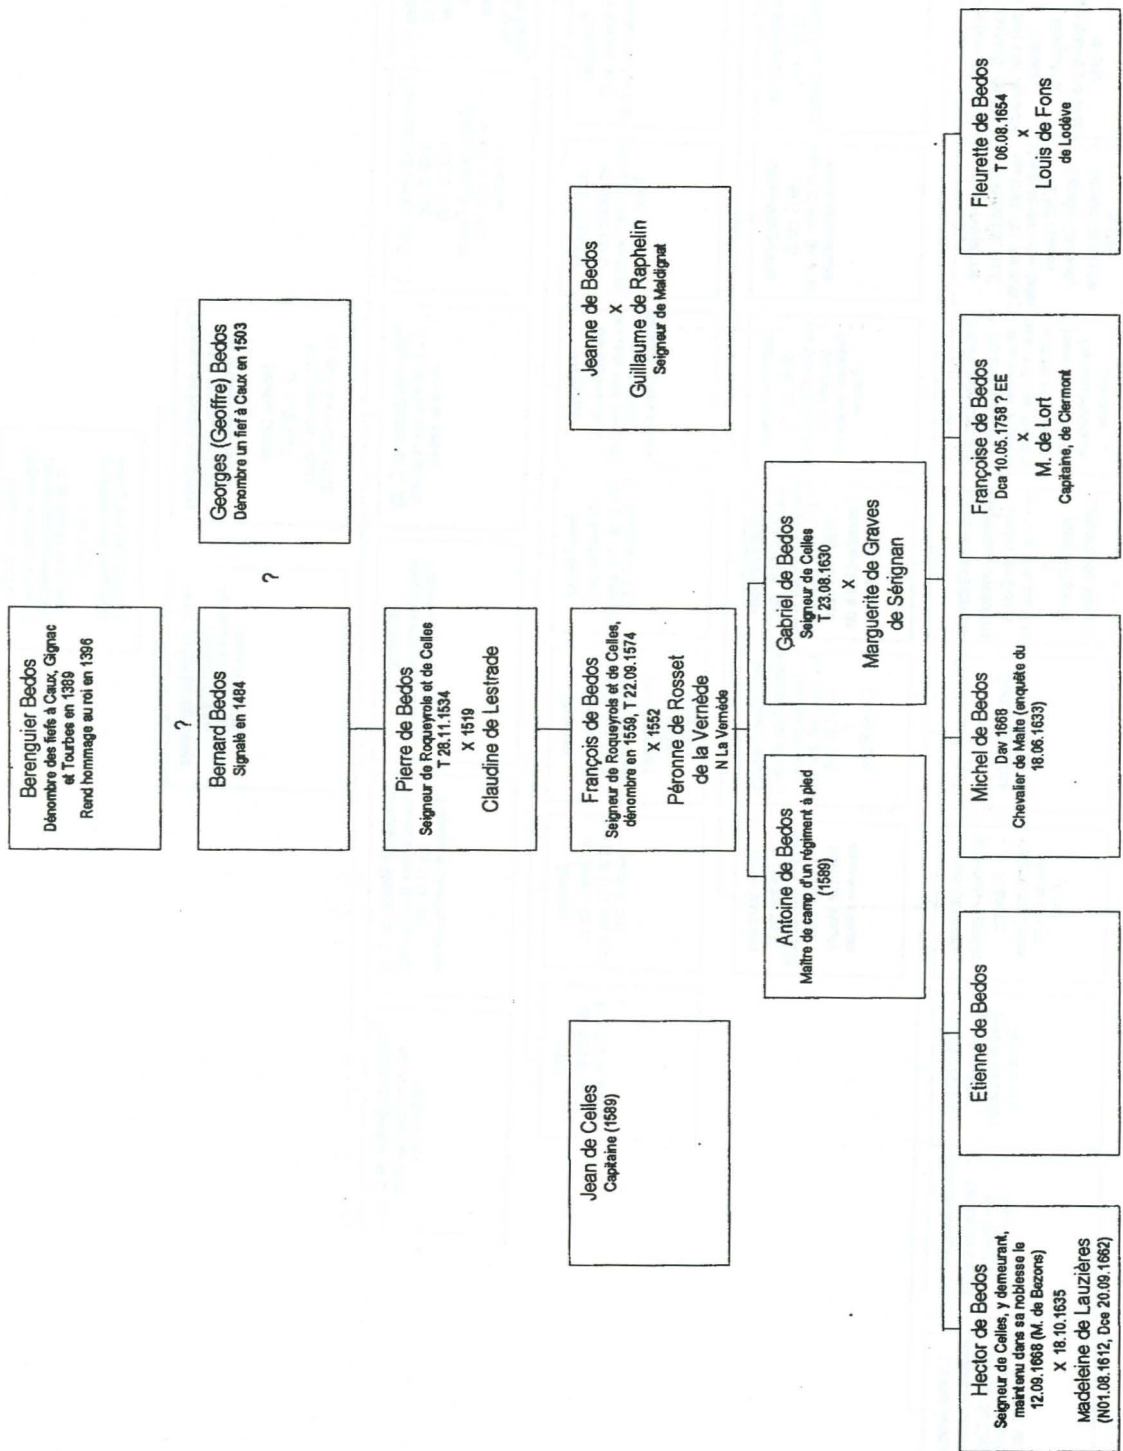 Berenguier Bedos
Dénombre des fiefs à Caux, Gignac
et Tourbes en 1389
Rend hommage au roi en 1396
?
Bernard Bedos
Signalé en 1484
?
Georges (Geoffre) Bedos
Dénombre un fief à Caux en 1503
Pierre de Bedos
Seigneur de Roqueyrols et de Celles
T 28.11.1534
X 1519
Claudine de Lestrade
Jean de Celles
Capitaine (1589)
François de Bedos
Seigneur de Roqueyrols et de Celles,
dénombre en 1559, T 22.09.1574
X 1552
Péronne de Rosset
de la Vernède
N La Vernède
Jeanne de Bedos
X
Guillaume de Raphelin
Seigneur de Maldignat
Antoine de Bedos
Maître de camp d'un régiment à pied
(1589)
Gabriel de Bedos
Seigneur de Celles
T 23.08.1630
X
Marguerite de Graves
de Sérignan
Hector de Bedos
Seigneur de Celles, y demeurant,
maintenu dans sa noblesse le
12.09.1668 (M. de Bezons)
X 18.10.1635
Madeleine de Lauzières
(N01.08.1612, Dce 20.09.1662)
Etienne de Bedos
Michel de Bedos
Dav 1668
Chevalier de Malte (enquête du
18.06.1633)
Françoise de Bedos
Dca 10.05.1758 ? EE
X
M. de Lort
Capitaine, de Clermont
Fleurette de Bedos
T 06.08.1654
X
Louis de Fons
de Lodève